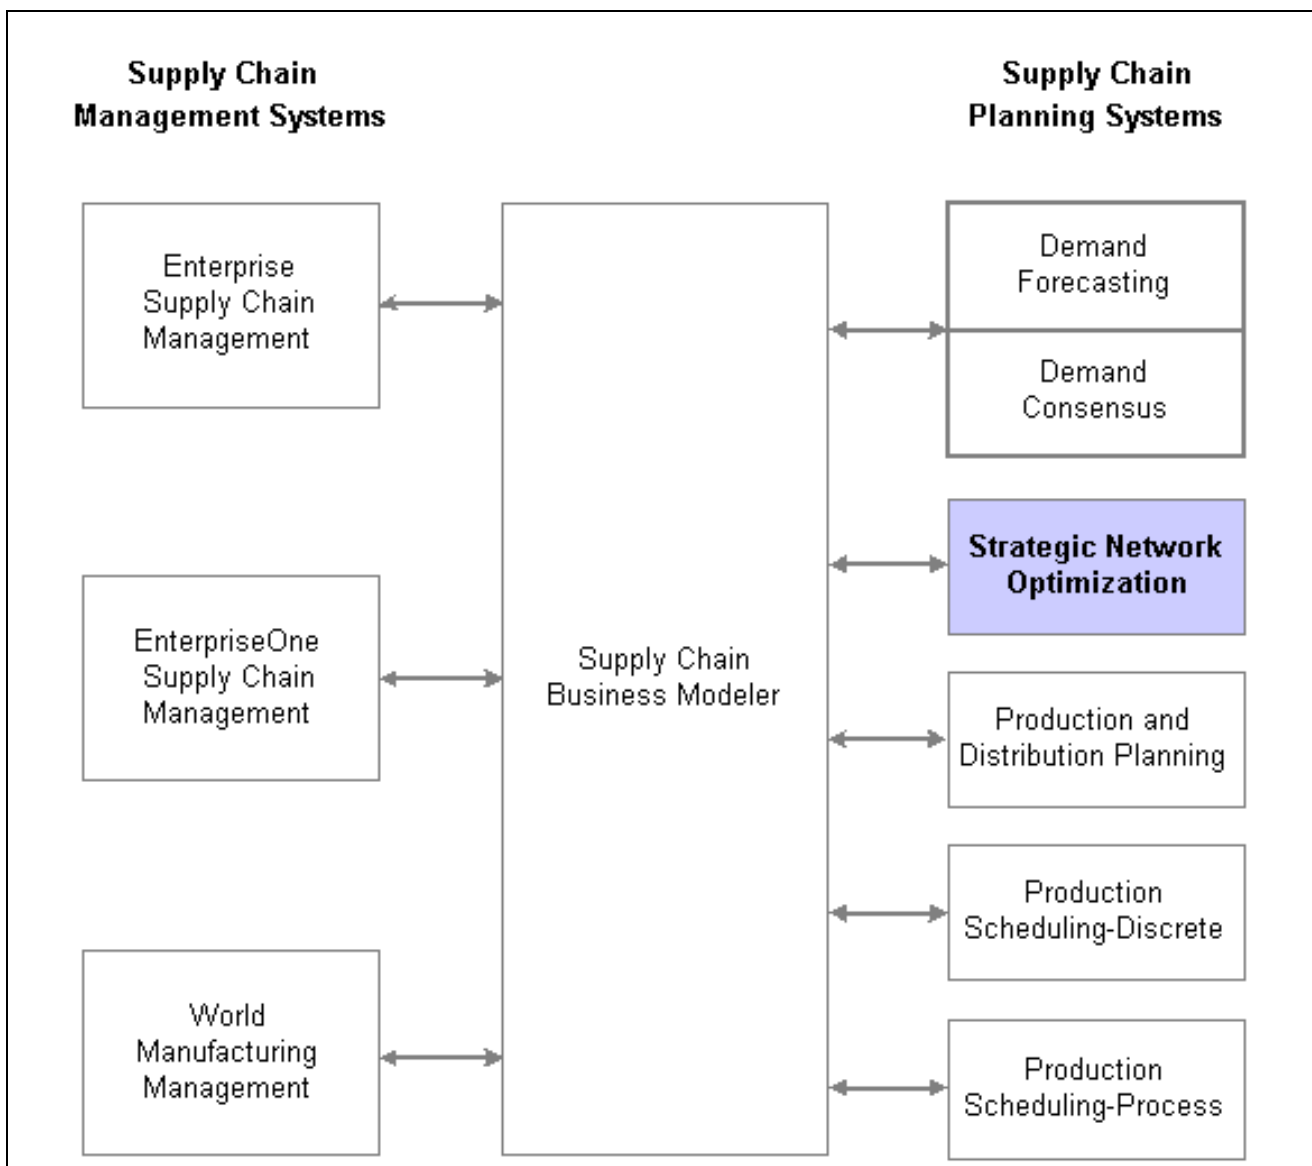 Supply Chain
Management Systems
Supply Chain
Planning Systems
Enterprise
Supply Chain
Management
EnterpriseOne
Supply Chain
Management
World
Manufacturing
Management
Supply Chain
Business Modeler
Demand
Forecasting
Demand
Consensus
Strategic Network
Optimization
Production and
Distribution Planning
Production
Scheduling-Discrete
Production
Scheduling-Process